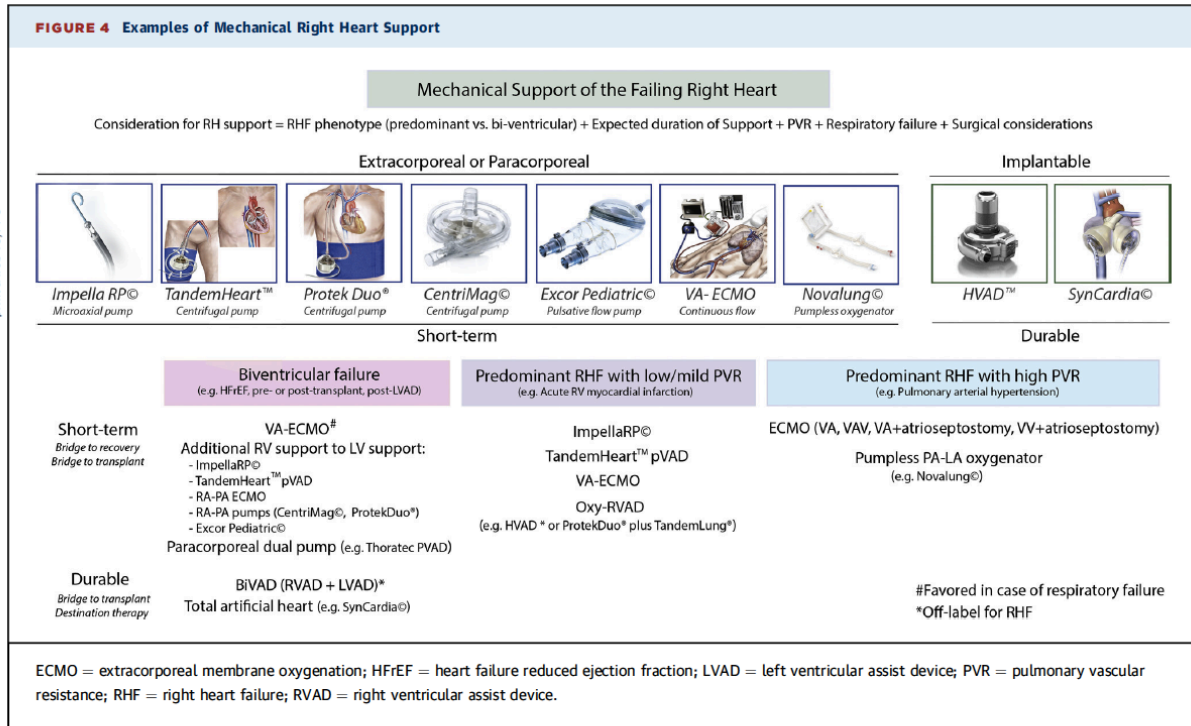 FIGURE 4 Examples of Mechanical Right Heart Support
Mechanical Support of the Failing Right Heart
Consideration for RH support = RHF phenotype (predominant vs. bi-ventricular) + Expected duration of Support + PVR + Respiratory failure + Surgical considerations
Extracorporeal or Paracorporeal
Implantable
Impella RP©
Microaxial pump
TandemHeart™
Centrifugal pump
Protek Duo®
Centrifugal pump
CentriMag©
Centrifugal pump
Excor Pediatric©
Pulsative flow pump
VA- ECMO
Continuous flow
Novalung©
Pumpless oxygenator
HVAD™
SynCardia©
Short-term
Durable
Biventricular failure
(e.g. HFrEF, pre- or post-transplant, post-LVAD)
Predominant RHF with low/mild PVR
(e.g. Acute RV myocardial infarction)
Predominant RHF with high PVR
(e.g. Pulmonary arterial hypertension)
Short-term
Bridge to recovery
Bridge to transplant
VA-ECMO#
Additional RV support to LV support:
- ImpellaRP©
- TandemHeart™pVAD
- RA-PA ECMO
- RA-PA pumps (CentriMag©, ProtekDuo®)
- Excor Pediatric©
Paracorporeal dual pump (e.g. Thoratec PVAD)
ImpellaRP©
TandemHeart™ pVAD
VA-ECMO
Oxy-RVAD
(e.g. HVAD * or ProtekDuo® plus TandemLung®)
ECMO (VA, VAV, VA+atrioseptostomy, VV+atrioseptostomy)
Pumpless PA-LA oxygenator
(e.g. Novalung©)
Durable
Bridge to transplant
Destination therapy
BiVAD (RVAD + LVAD)*
Total artificial heart (e.g. SynCardia©)
#Favored in case of respiratory failure
*Off-label for RHF
ECMO = extracorporeal membrane oxygenation; HFrEF = heart failure reduced ejection fraction; LVAD = left ventricular assist device; PVR = pulmonary vascular
resistance; RHF = right heart failure; RVAD = right ventricular assist device.